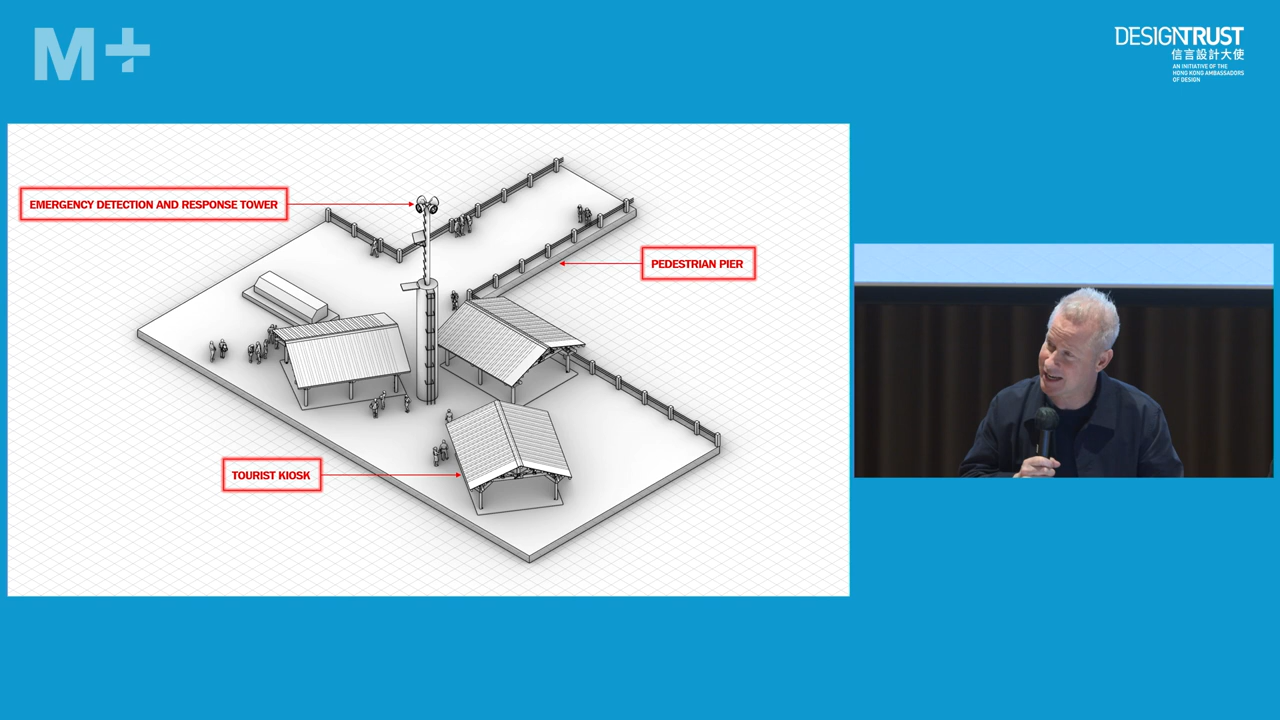 M+
DESIGNTRUST
信言設計大使
AN INITIATIVE OF THE
HONG KONG AMBASSADORS
OF DESIGN
EMERGENCY DETECTION AND RESPONSE TOWER
PEDESTRIAN PIER
TOURIST KIOSK